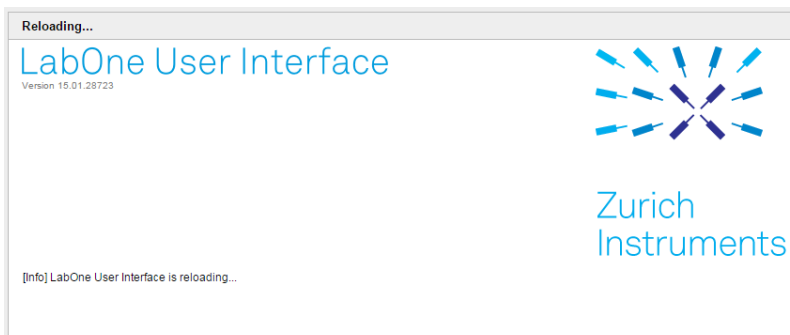 Reloading...
LabOne User Interface
Version 15.01.28723
Zurich
Instruments
[Info] LabOne User Interface is reloading...